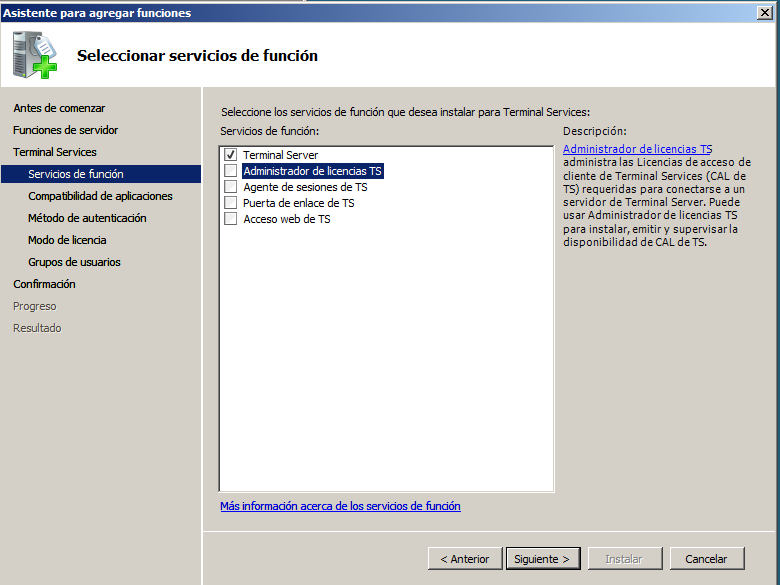 Asistente para agregar funciones
Seleccionar servicios de función
Antes de comenzar
Funciones de servidor
Terminal Services
Servicios de función
Compatibilidad de aplicaciones
Método de autenticación
Modo de licencia
Grupos de usuarios
Confirmación
Progreso
Resultado
Seleccione los servicios de función que desea instalar para Terminal Services:
Servicios de función:
Terminal Server
Administrador de licencias TS
Agente de sesiones de TS
Puerta de enlace de TS
Acceso web de TS
Más información acerca de los servicios de función
Descripción:
Administrador de licencias TS
administra las Licencias de acceso de
cliente de Terminal Services (CAL de
TS) requeridas para conectarse a un
servidor de Terminal Server. Puede
usar Administrador de licencias TS
para instalar, emitir y supervisar la
disponibilidad de CAL de TS.
< Anterior
Siguiente >
Instalar
Cancelar